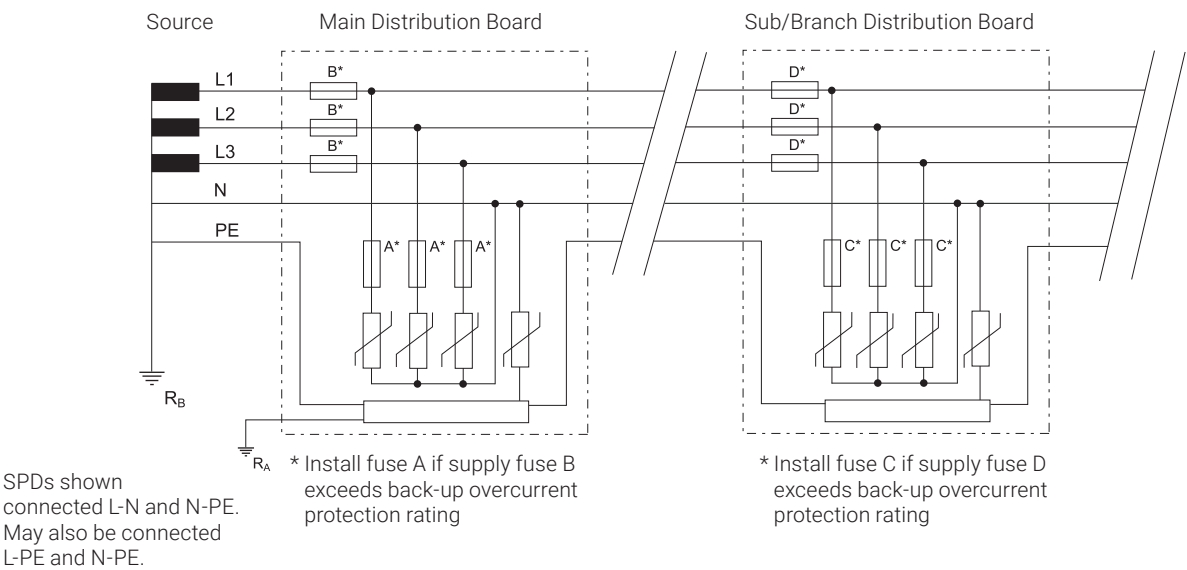 Source
Main Distribution Board
Sub/Branch Distribution Board
L1
B*
D*
L2
B*
D*
L3
B*
D*
N
PE
A* A* A*
C* C* C*
RB
RA
* Install fuse A if supply fuse B
exceeds back-up overcurrent
protection rating
* Install fuse C if supply fuse D
exceeds back-up overcurrent
protection rating
SPDs shown
connected L-N and N-PE.
May also be connected
L-PE and N-PE.